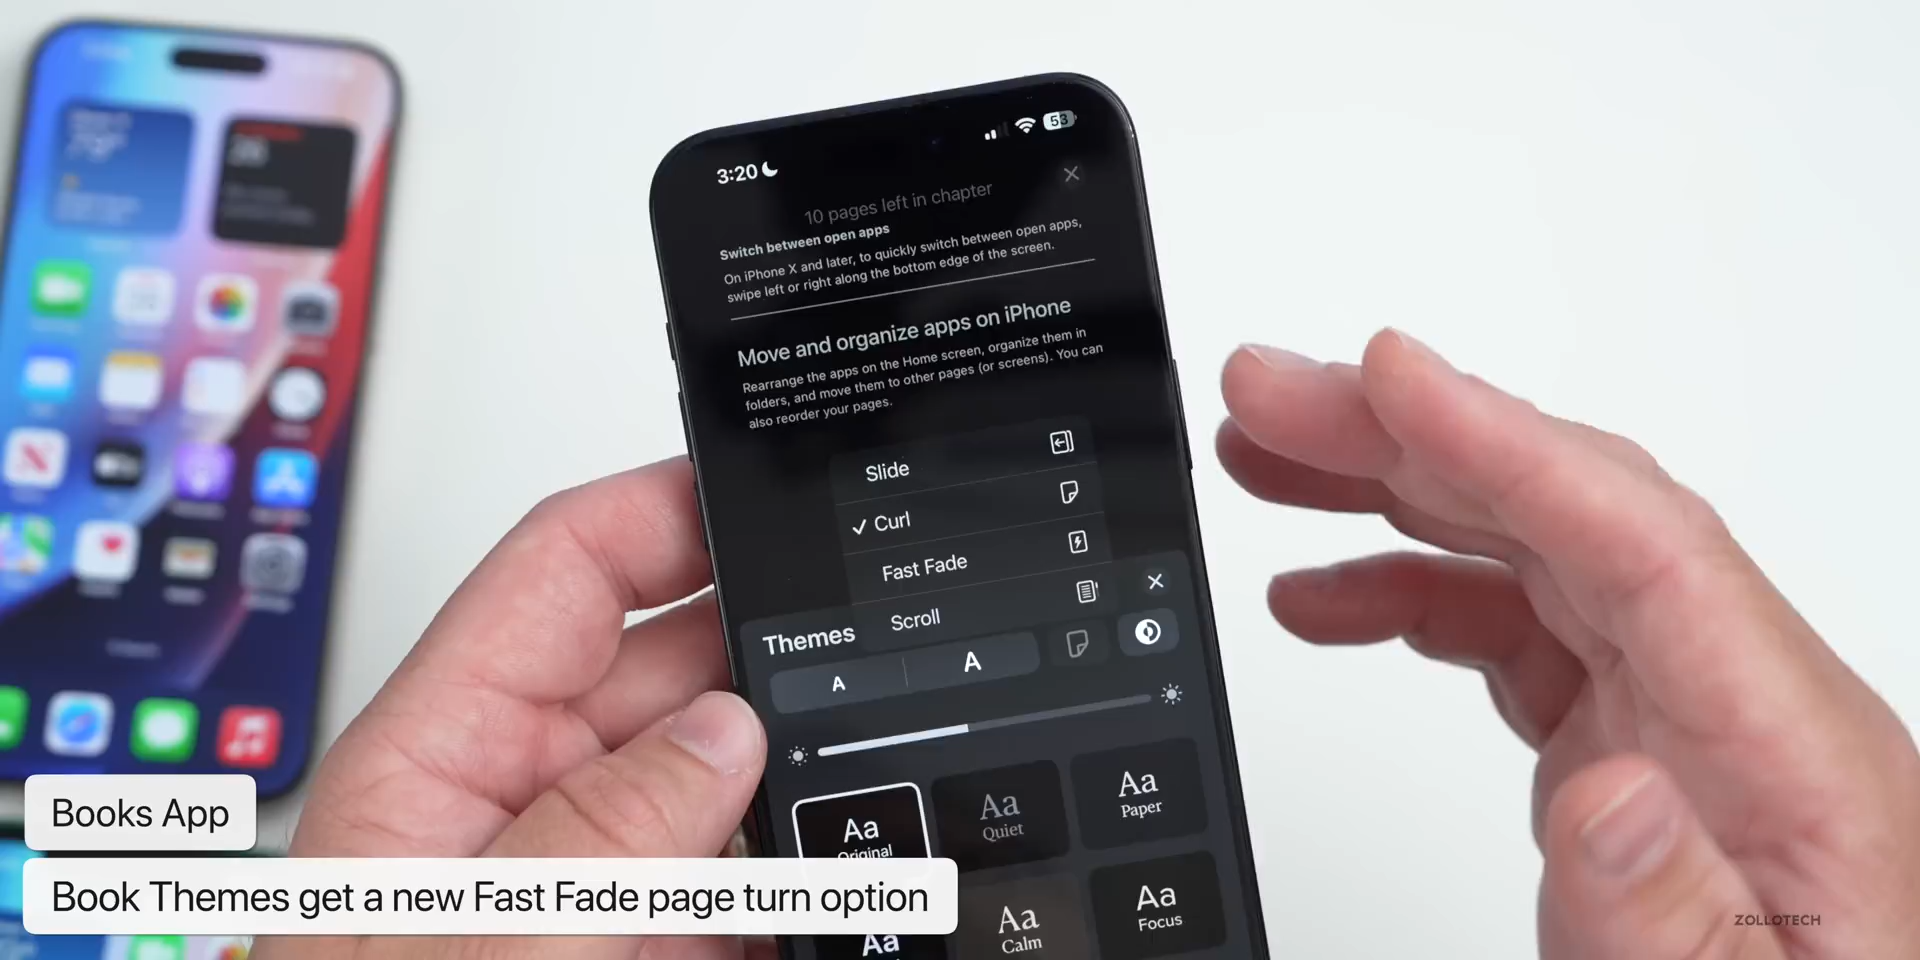 3:20
53
10 pages left in chapter
Switch between open apps
On iPhone X and later, to quickly switch between open apps,
swipe left or right along the bottom edge of the screen.
Move and organize apps on iPhone
Rearrange the apps on the Home screen, organize them in
folders, and move them to other pages (or screens). You can
also reorder your pages.
Slide
Curl
Fast Fade
Scroll
Themes
A
A
Aa
Original
Aa
Quiet
Aa
Paper
Aa
Aa
Calm
Aa
Focus
Books App
Book Themes get a new Fast Fade page turn option
ZOLLOTECH